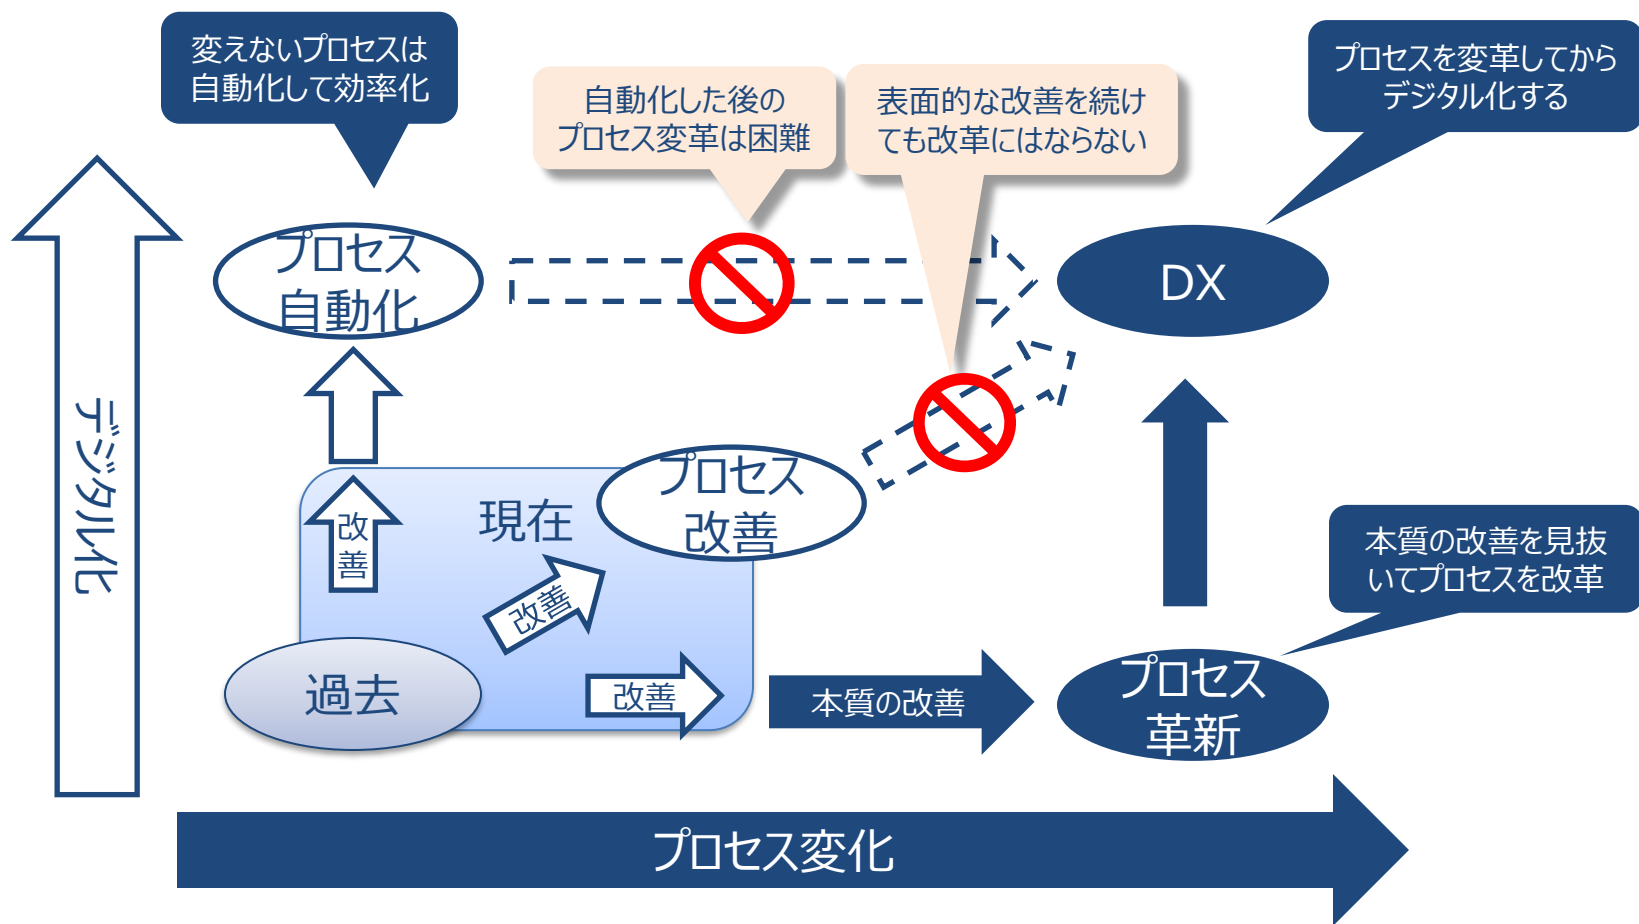 変えないプロセスは
自動化して効率化
自動化した後の
プロセス変革は困難
表面的な改善を続け
ても改革にはならない
プロセスを変革してから
デジタル化する
プロセス
自動化
DX
デジタル化
現在
プロセス
改善
改
善
改善
過去
改善
本質の改善
プロセス
革新
本質の改善を見抜
いてプロセスを改革
プロセス変化